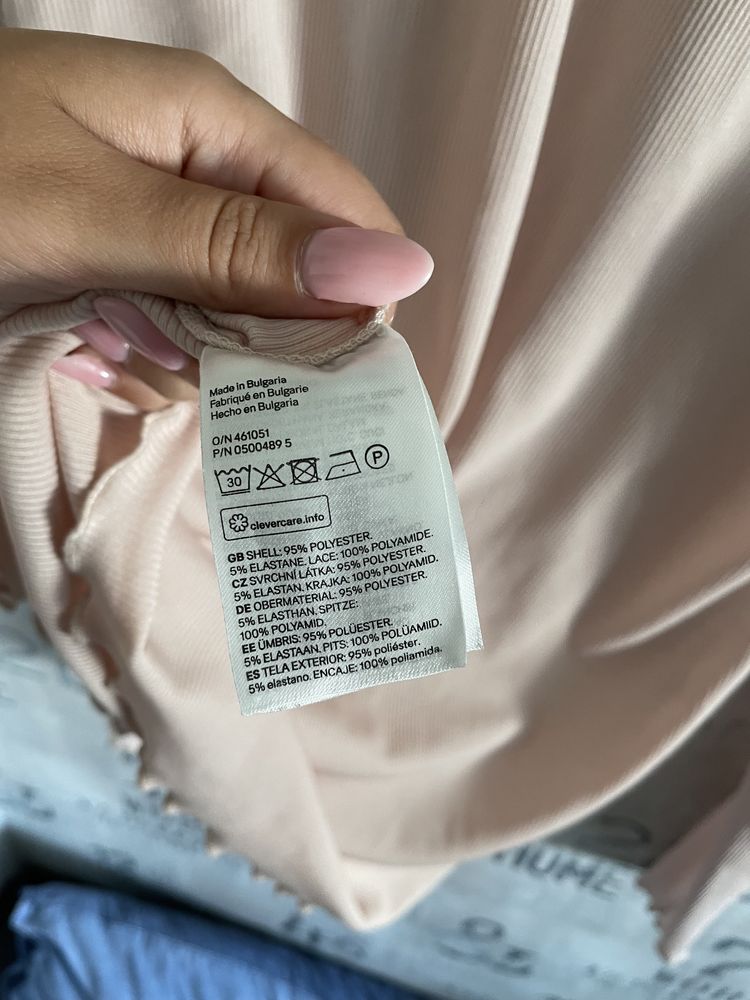 Made in Bulgaria
Fabriqué en Bulgarie
Hecho en Bulgaria
O/N 461051
P/N 0500489 5
30
P
clevercare.info
GB SHELL: 95% POLYESTER.
5% ELASTANE. LACE: 100% POLYAMIDE.
CZ SVRCHNÍ LÁTKA: 95% POLYESTER.
5% ELASTAN. KRAJKA: 100% POLYAMID.
DE OBERMATERIAL: 95% POLYESTER.
5% ELASTHAN. SPITZE:
100% POLYAMID.
EE ÜMBRIS: 95% POLÜESTER.
5% ELASTAAN. PITS: 100% POLÜAMIID.
ES TELA EXTERIOR: 95% poliéster.
5% elastano. ENCAJE: 100% poliamida.